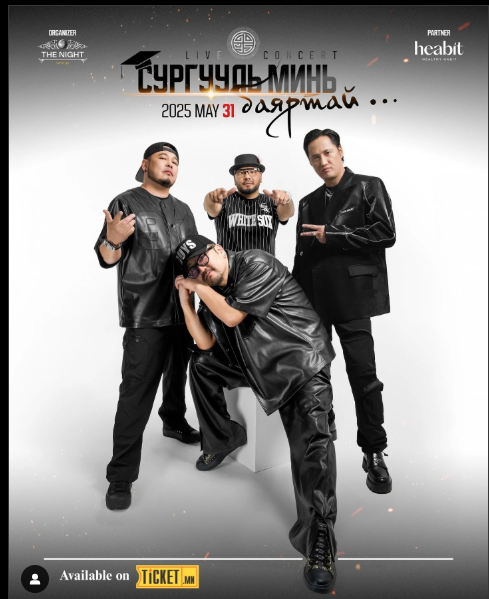 ORGANIZER
THE NIGHT
PARTNER
heabit
HEALTHY HABIT
LIVE CONCERT
СУРГУУЛЬ МИНЬ
баяртай...
2025 MAY 31
WHITE SOX
BOYS
Available on TiCKET.MN